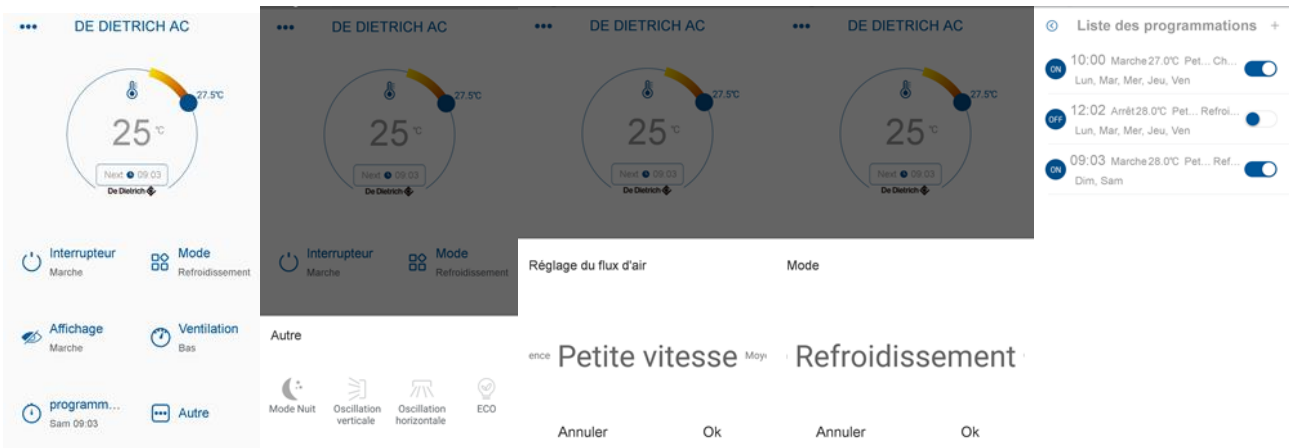 ••• DE DIETRICH AC
27.5°C
25 °C
Next 09:03
De Dietrich
Interrupteur
Marche
Mode
Refroidissement
Affichage
Marche
Ventilation
Bas
programm...
Sam 09:03
Autre
••• DE DIETRICH AC
27.5°C
25 °C
Next 09:03
De Dietrich
Interrupteur
Marche
Mode
Refroidissement
Autre
Mode Nuit
Oscillation
verticale
Oscillation
horizontale
ECO
••• DE DIETRICH AC
27.5°C
25 °C
Next 09:03
De Dietrich
Réglage du flux d'air
ence Petite vitesse Moye
Annuler Ok
••• DE DIETRICH AC
27.5°C
25 °C
Next 09:03
De Dietrich
Mode
Refroidissement
Annuler Ok
Liste des programmations +
ON 10:00 Marche 27.0°C Pet... Ch...
Lun, Mar, Mer, Jeu, Ven
OFF 12:02 Arrêt 28.0°C Pet... Refroi...
Lun, Mar, Mer, Jeu, Ven
ON 09:03 Marche 28.0°C Pet... Ref...
Dim, Sam